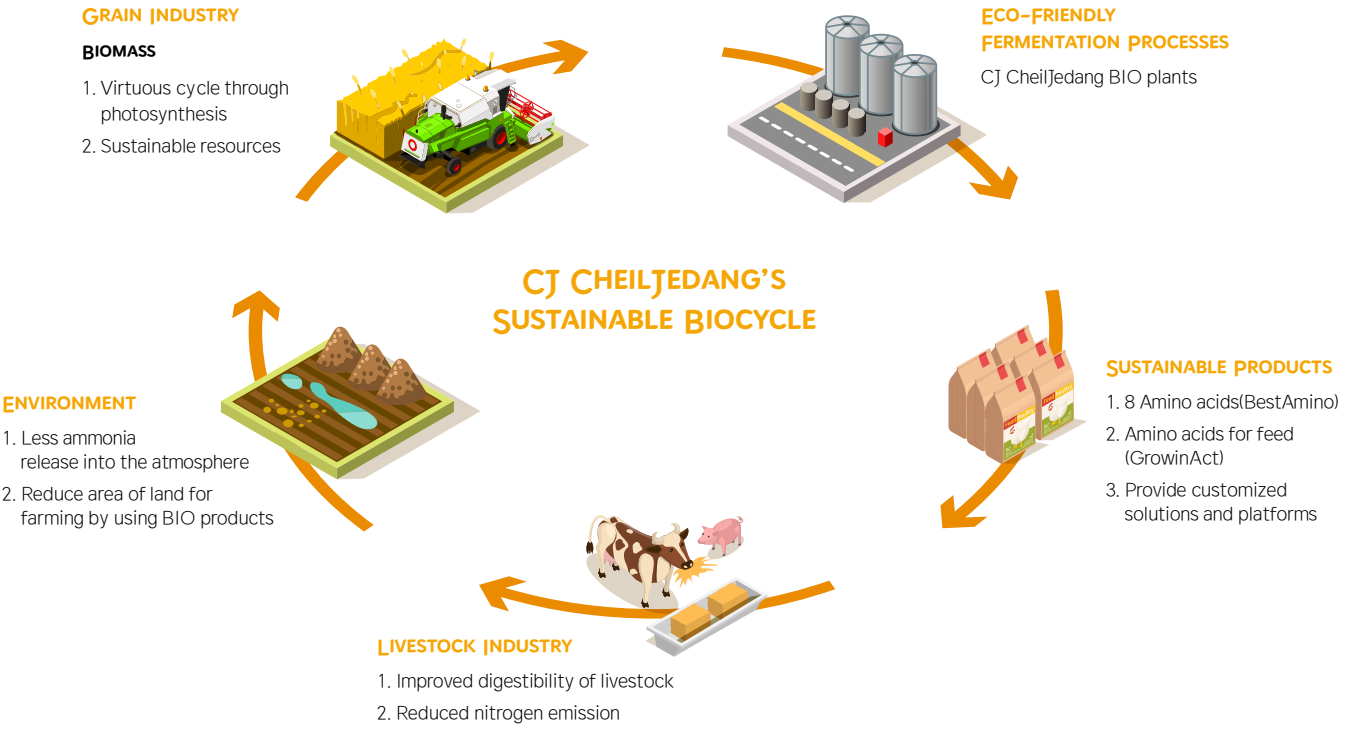 GRAIN INDUSTRY
BIOMASS
1. Virtuous cycle through
photosynthesis
2. Sustainable resources
ECO-FRIENDLY
FERMENTATION PROCESSES
CJ CheilJedang BIO plants
CJ CHEILJEDANG'S
SUSTAINABLE BIOCYCLE
SUSTAINABLE PRODUCTS
1. 8 Amino acids(BestAmino)
2. Amino acids for feed
(GrowinAct)
3. Provide customized
solutions and platforms
ENVIRONMENT
1. Less ammonia
release into the atmosphere
2. Reduce area of land for
farming by using BIO products
LIVESTOCK INDUSTRY
1. Improved digestibility of livestock
2. Reduced nitrogen emission